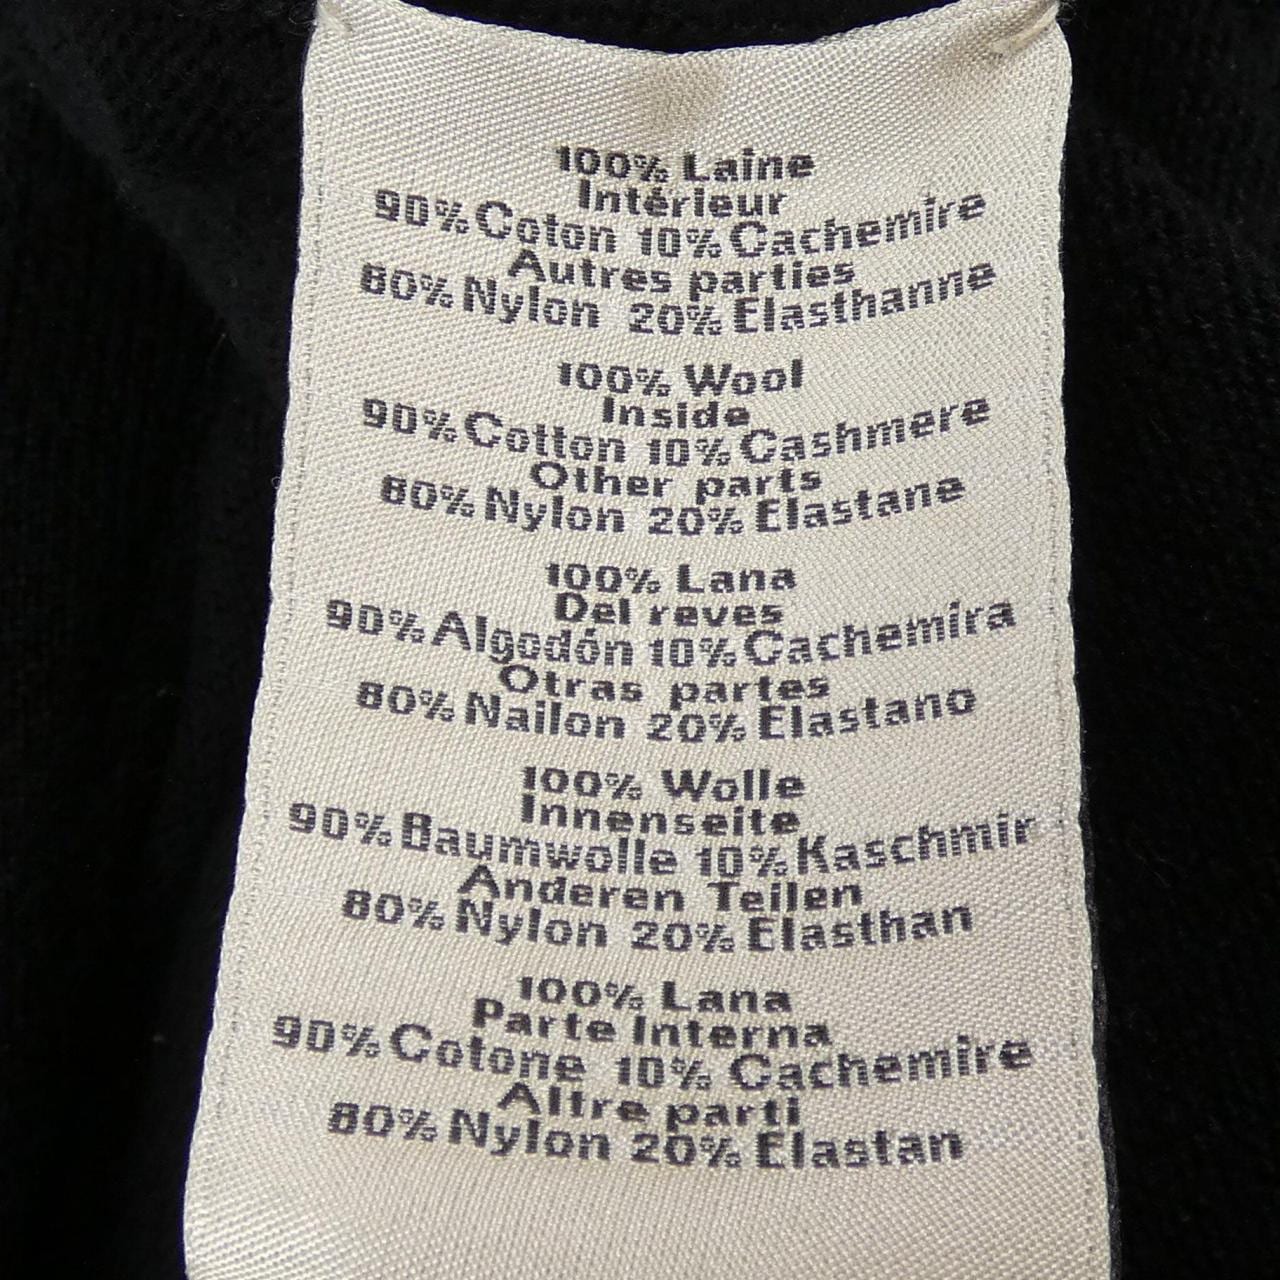 100% Laine
Intérieur
90% Coton 10% Cachemire
Autres parties
80% Nylon 20% Elasthanne
100% Wool
Inside
90% Cotton 10% Cashmere
Other parts
80% Nylon 20% Elastane
100% Lana
Del reves
90% Algodón 10% Cachemira
Otras partes
80% Nailon 20% Elastano
100% Wolle
Innenseite
90% Baumwolle 10% Kaschmir
Anderen Teilen
80% Nylon 20% Elasthan
100% Lana
Parte Interna
90% Cotone 10% Cachemire
Altre parti
80% Nylon 20% Elastan